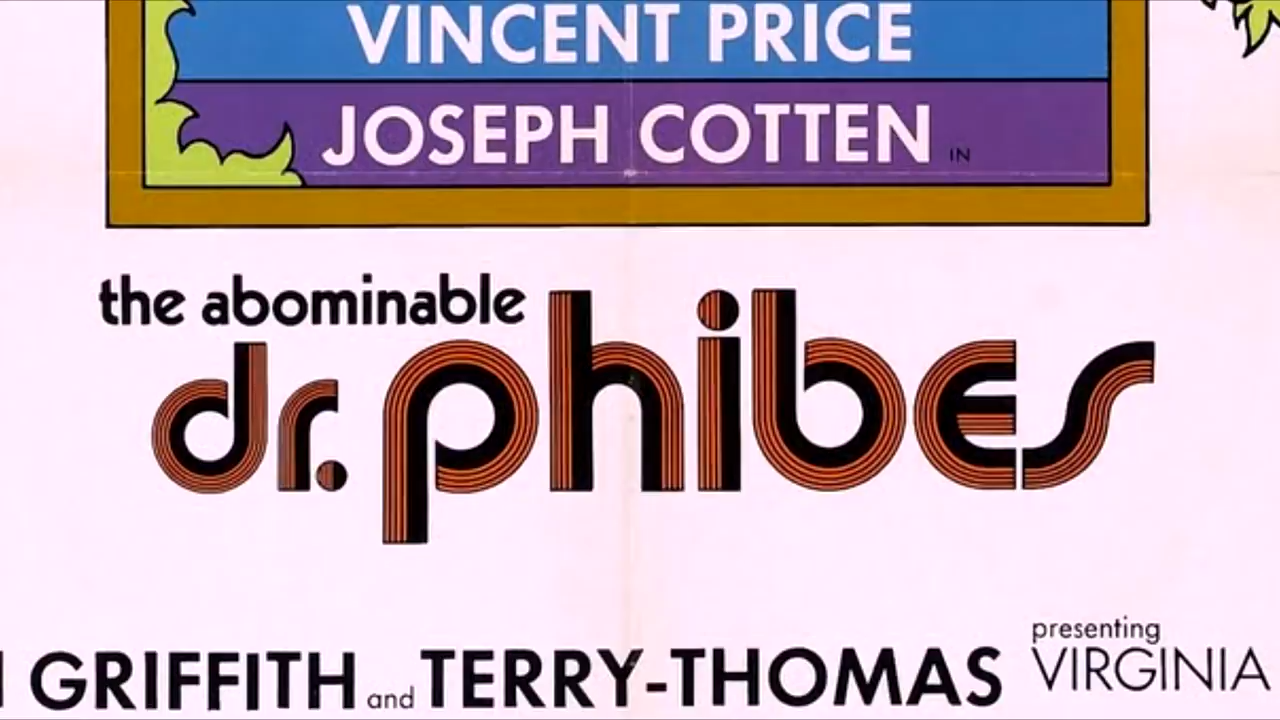 VINCENT PRICE
JOSEPH COTTEN IN
the abominable
dr. phibes
GRIFFITH and TERRY-THOMAS presenting
VIRGINIA